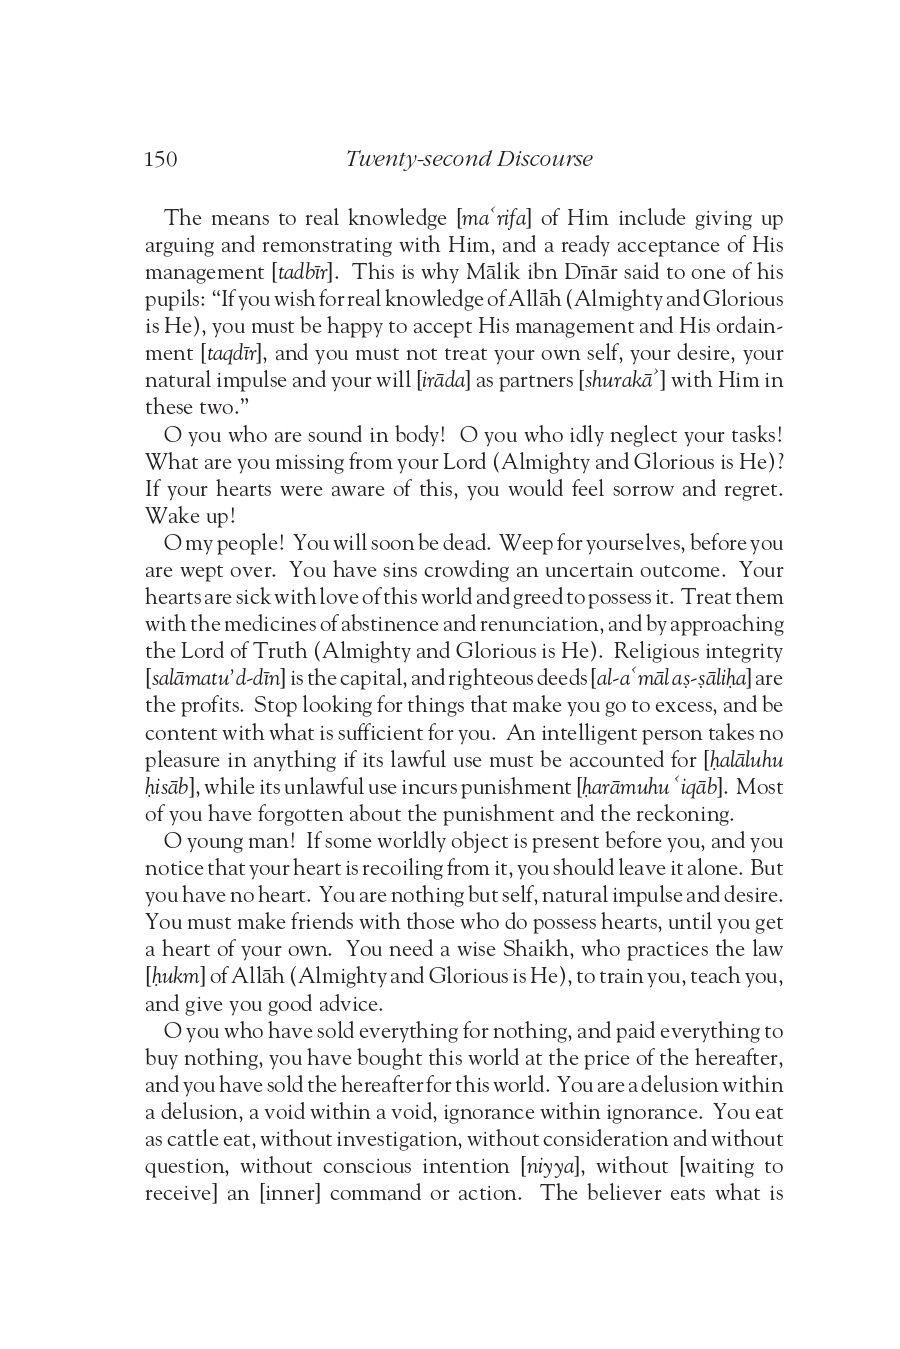 150 Twenty-second Discourse
The means to real knowledge [maʿrifa] of Him include giving up
arguing and remonstrating with Him, and a ready acceptance of His
management [tadbīr].  This is why Mālik ibn Dīnār said to one of his
pupils: “If you wish for real knowledge of Allāh (Almighty and Glorious
is He), you must be happy to accept His management and His ordain-
ment [taqdīr], and you must not treat your own self, your desire, your
natural impulse and your will [irāda] as partners [shurakāʾ] with Him in
these two.”
O you who are sound in body!  O you who idly neglect your tasks!
What are you missing from your Lord (Almighty and Glorious is He)?
If your hearts were aware of this, you would feel sorrow and regret.
Wake up!
O my people!  You will soon be dead.  Weep for yourselves, before you
are wept over.  You have sins crowding an uncertain outcome.  Your
hearts are sick with love of this world and greed to possess it.  Treat them
with the medicines of abstinence and renunciation, and by approaching
the Lord of Truth (Almighty and Glorious is He).  Religious integrity
[salāmatu’d-dīn] is the capital, and righteous deeds [al-aʿmāl aṣ-ṣāliḥa] are
the profits.  Stop looking for things that make you go to excess, and be
content with what is sufficient for you.  An intelligent person takes no
pleasure in anything if its lawful use must be accounted for [ḥalāluhu
ḥisāb], while its unlawful use incurs punishment [ḥarāmuhu ʿiqāb].  Most
of you have forgotten about the punishment and the reckoning.
O young man!  If some worldly object is present before you, and you
notice that your heart is recoiling from it, you should leave it alone.  But
you have no heart.  You are nothing but self, natural impulse and desire.
You must make friends with those who do possess hearts, until you get
a heart of your own.  You need a wise Shaikh, who practices the law
[ḥukm] of Allāh (Almighty and Glorious is He), to train you, teach you,
and give you good advice.
O you who have sold everything for nothing, and paid everything to
buy nothing, you have bought this world at the price of the hereafter,
and you have sold the hereafter for this world.  You are a delusion within
a delusion, a void within a void, ignorance within ignorance.  You eat
as cattle eat, without investigation, without consideration and without
question, without conscious intention [niyya], without [waiting to
receive] an [inner] command or action.  The believer eats what is